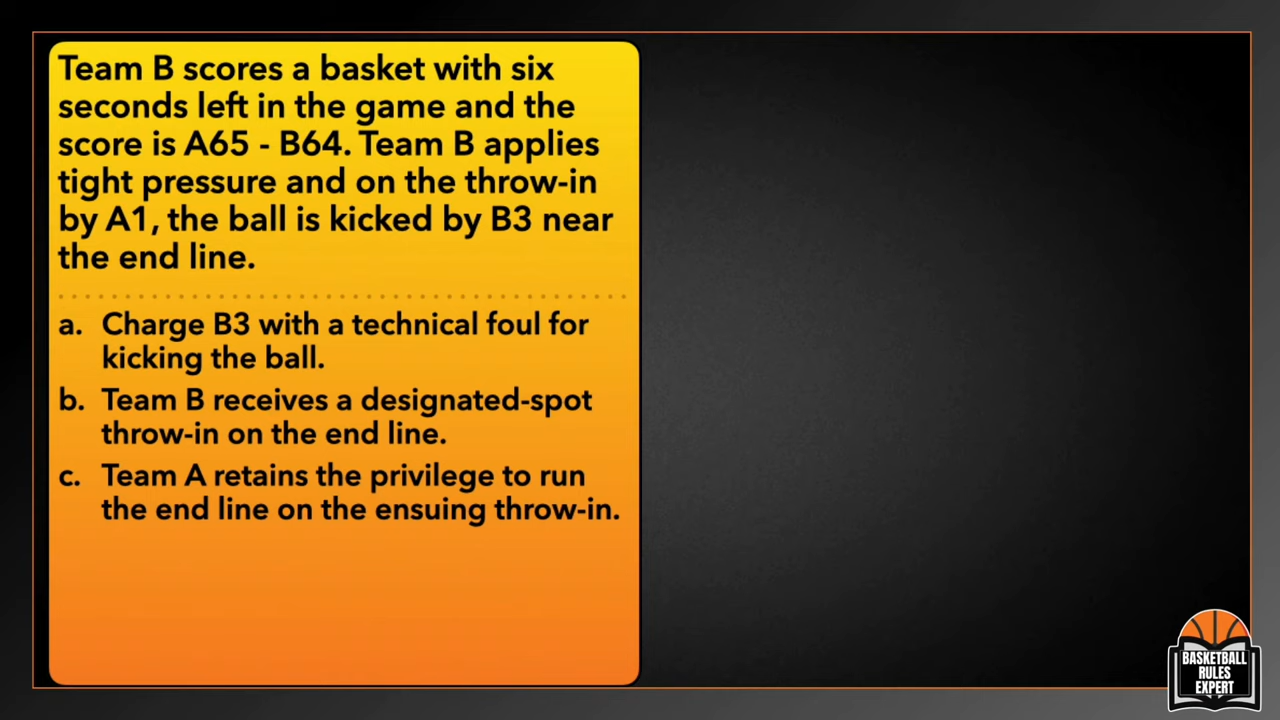 Team B scores a basket with six
seconds left in the game and the
score is A65 - B64. Team B applies
tight pressure and on the throw-in
by A1, the ball is kicked by B3 near
the end line.
a. Charge B3 with a technical foul for
kicking the ball.
b. Team B receives a designated-spot
throw-in on the end line.
c. Team A retains the privilege to run
the end line on the ensuing throw-in.
BASKETBALL
RULES
EXPERT